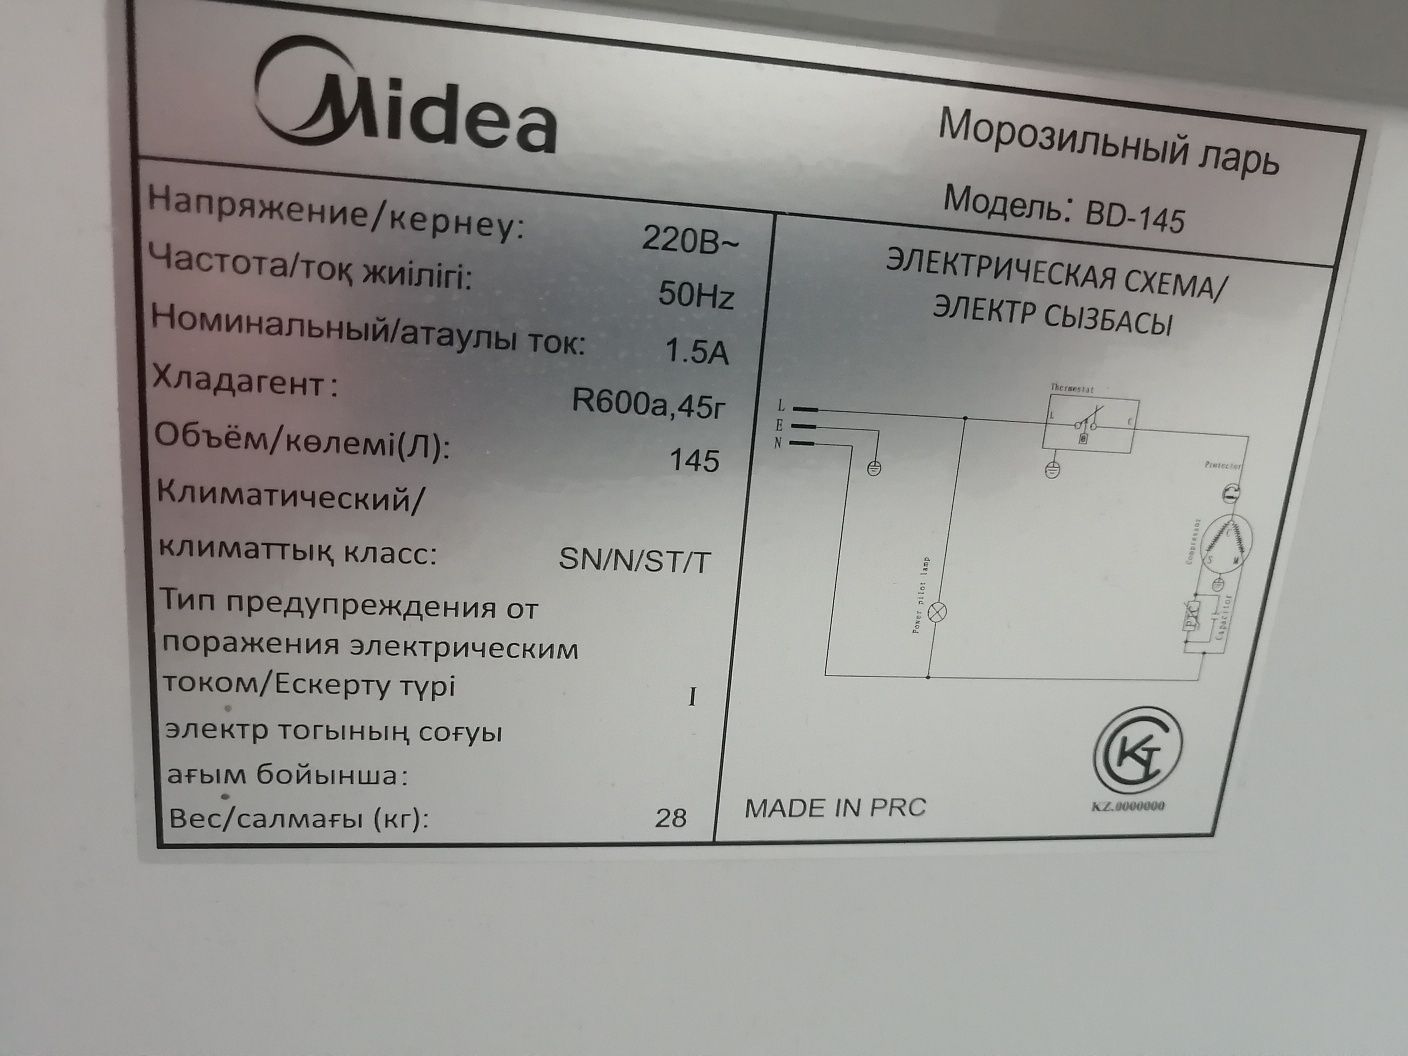 Midea
Морозильный ларь
Модель: BD-145
Напряжение/кернеу: 220В~
Частота/тоқ жиілігі: 50Hz
Номинальный/атаулы ток: 1.5A
Хладагент: R600a,45г
Объём/көлемі(Л): 145
Климатический/
климаттық класс: SN/N/ST/T
Тип предупреждения от
поражения электрическим
током/Ескерту түрі I
электр тогының соғуы
ағым бойынша:
Вес/салмағы (кг): 28
ЭЛЕКТРИЧЕСКАЯ СХЕМА/
ЭЛЕКТР СЫЗБАСЫ
Thermostat
L
E
N
L
C
Protector
Compressor
C
S
M
Power pilot lamp
PTC
Capacitor
MADE IN PRC
KZ.0000000